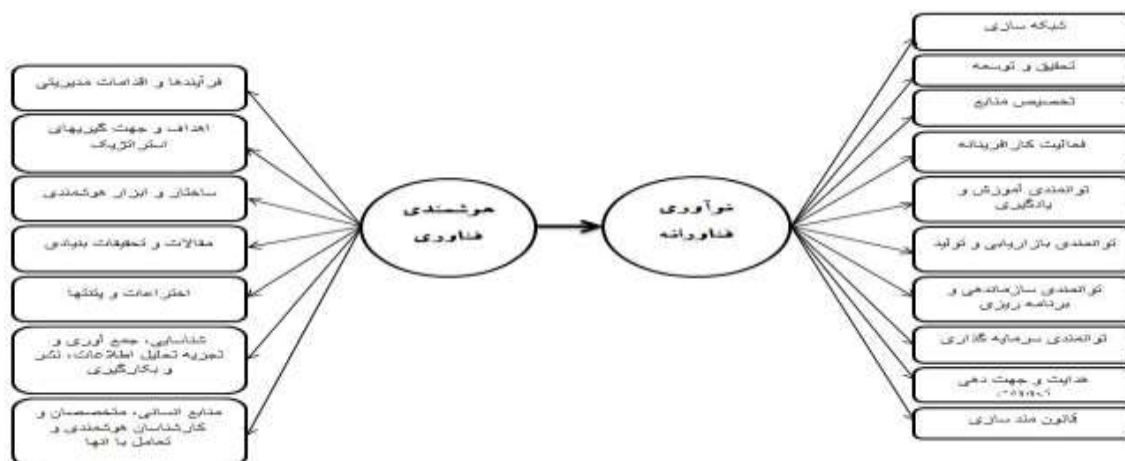 شبکه سازی
تحقیق و توسعه
تخصیص منابع
فعالیت کارآفرینانه
توانمندی آموزش و
یادگیری
توانمندی بازاریابی و تولید
توانمندی سازماندهی و
برنامه ریزی
توانمندی سرمایه گذاری
هدایت و جهت دهی
قانون مند سازی
نوآوری
فناورانه
هوشمندی
فناوری
فرآیندها و اقدامات مدیریتی
اهداف و جهت گیریهای
استراتژیک
ساختار و ابزار هوشمندی
مقالات و تحقیقات بنیادی
اختراعات و پتنتها
شناسایی، جمع آوری و
تجزیه تحلیل اطلاعات، نشر
و بکارگیری
منابع انسانی، متخصصان و
کارشناسان هوشمندی و
تعامل با آنها